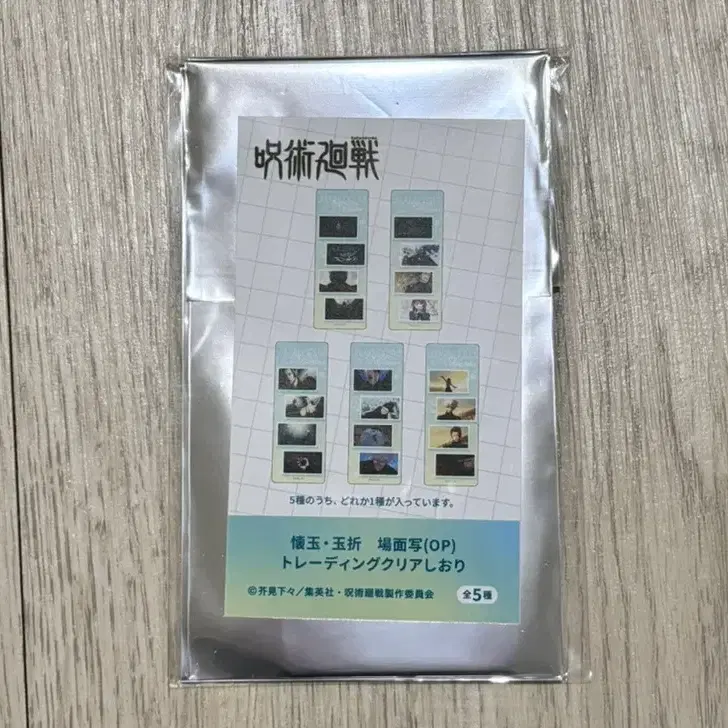 呪術廻戦
5種のうち、どれか1種が入っています。
懐玉・玉折　場面写(OP)
トレーディングクリアしおり
©芥見下々／集英社・呪術廻戦製作委員会
全5種